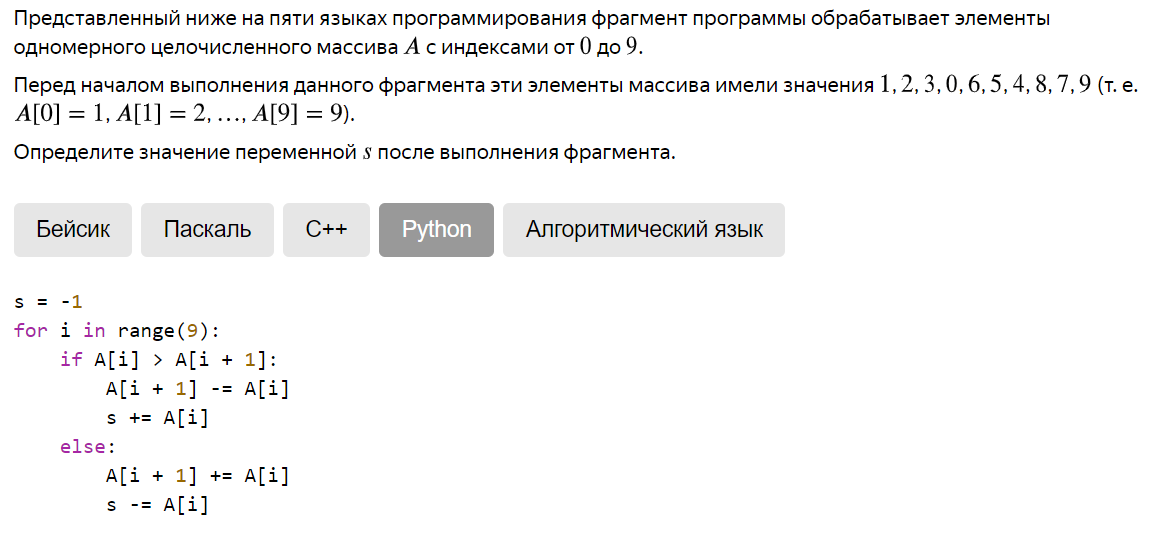 Представленный ниже на пяти языках программирования фрагмент программы обрабатывает элементы
одномерного целочисленного массива A с индексами от 0 до 9.
Перед началом выполнения данного фрагмента эти элементы массива имели значения 1, 2, 3, 0, 6, 5, 4, 8, 7, 9 (т. е.
A[0] = 1, A[1] = 2, …, A[9] = 9).
Определите значение переменной s после выполнения фрагмента.
Бейсик Паскаль C++ Python Алгоритмический язык
s = -1
for i in range(9):
    if A[i] > A[i + 1]:
        A[i + 1] -= A[i]
        s += A[i]
    else:
        A[i + 1] += A[i]
        s -= A[i]